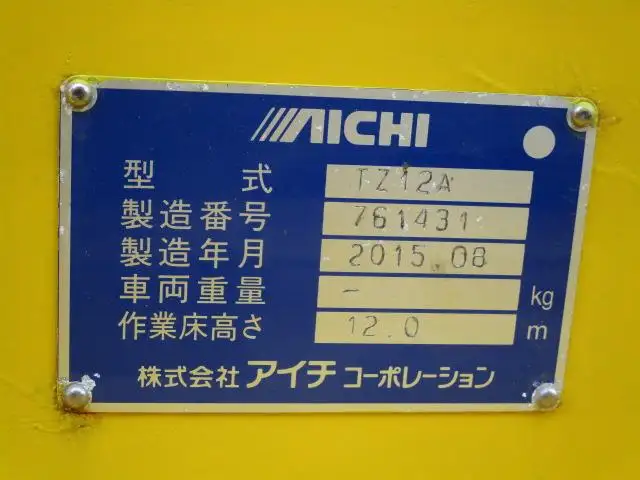 AICHI
型式 TZ12A
製造番号 761431
製造年月 2015.08
車両重量 - kg
作業床高さ 12.0 m
株式会社 アイチ コーポレーション